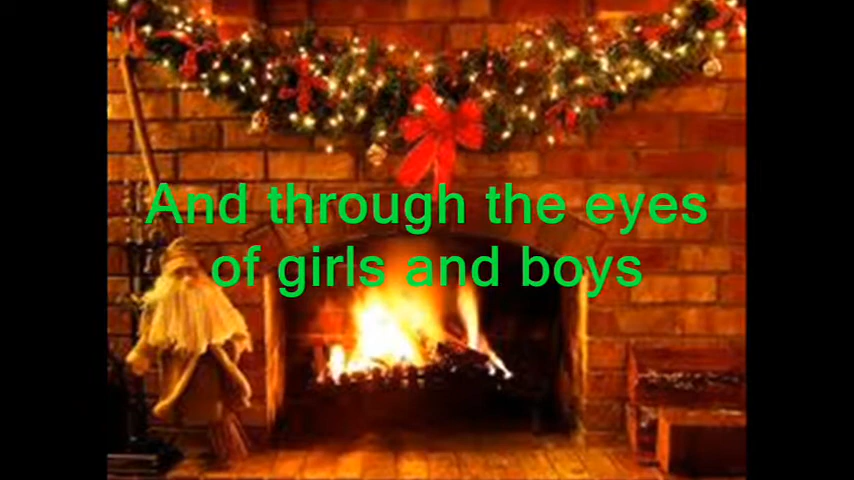 And through the eyes
of girls and boys